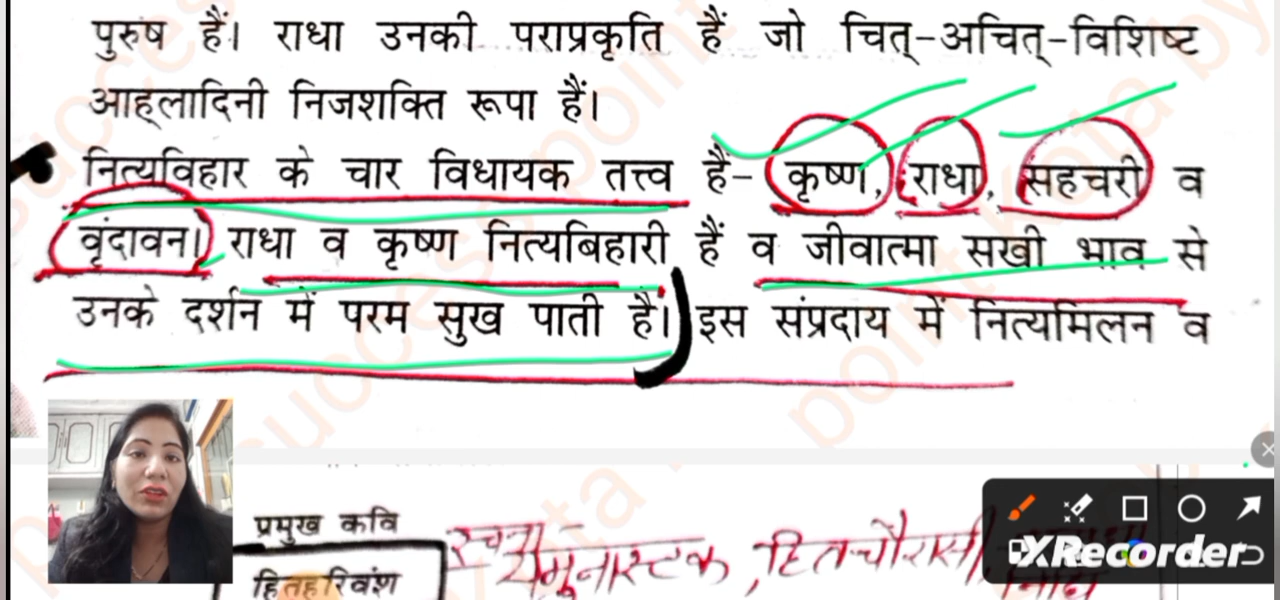 पुरुष हैं। राधा उनकी पराप्रकृति हैं जो चित्-अचित्-विशिष्ट
आह्लादिनी निजशक्ति रूपा हैं।
नित्यविहार के चार विधायक तत्त्व हैं- कृष्ण, राधा, सहचरी व
वृंदावन। राधा व कृष्ण नित्यबिहारी हैं व जीवात्मा सखी भाव से
उनके दर्शन में परम सुख पाती है। इस संप्रदाय में नित्यमिलन व
प्रमुख कवि
रचना- यमुनास्टक, हितचौरासी,
हितहरिवंश
XRecorder